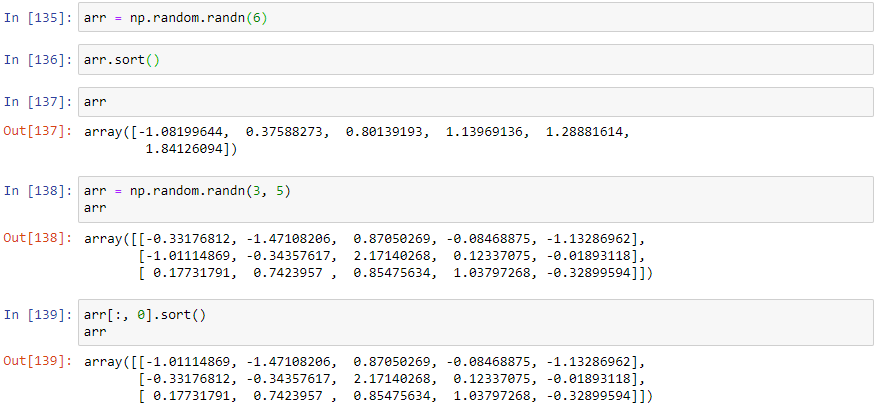 In [135]: arr = np.random.randn(6)
In [136]: arr.sort()
In [137]: arr
Out[137]: array([-1.08199644,  0.37588273,  0.80139193,  1.13969136,  1.28881614,
        1.84126094])
In [138]: arr = np.random.randn(3, 5)
arr
Out[138]: array([[-0.33176812, -1.47108206,  0.87050269, -0.08468875, -1.13286962],
       [-1.01114869, -0.34357617,  2.17140268,  0.12337075, -0.01893118],
       [ 0.17731791,  0.7423957 ,  0.85475634,  1.03797268, -0.32899594]])
In [139]: arr[:, 0].sort()
arr
Out[139]: array([[-1.01114869, -1.47108206,  0.87050269, -0.08468875, -1.13286962],
       [-0.33176812, -0.34357617,  2.17140268,  0.12337075, -0.01893118],
       [ 0.17731791,  0.7423957 ,  0.85475634,  1.03797268, -0.32899594]])